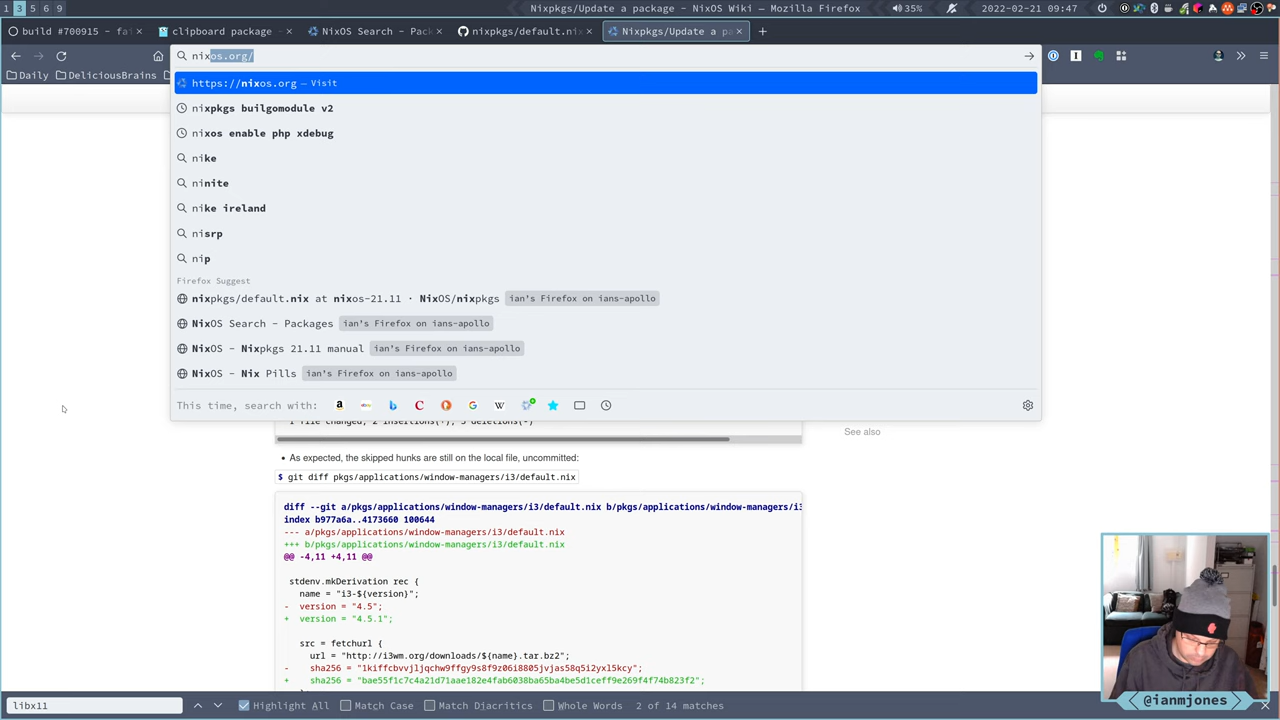 1 3 5 6 9
Nixpkgs/Update a package - NixOS Wiki — Mozilla Firefox
35%
2022-02-21 09:47
build #700915 - fai
clipboard package -
NixOS Search - Pack
nixpkgs/default.nix
Nixpkgs/Update a pa
nixos.org/
Daily
DeliciousBrains
https://nixos.org — Visit
nixpkgs builgomodule v2
nixos enable php xdebug
nike
ninite
nike ireland
nisrp
nip
Firefox Suggest
nixpkgs/default.nix at nixos-21.11 · NixOS/nixpkgs ian's Firefox on ians-apollo
NixOS Search - Packages ian's Firefox on ians-apollo
NixOS - Nixpkgs 21.11 manual ian's Firefox on ians-apollo
NixOS - Nix Pills ian's Firefox on ians-apollo
This time, search with:
1 file changed, 2 insertions(+), 3 deletions(-)
See also
• As expected, the skipped hunks are still on the local file, uncommitted:
$ git diff pkgs/applications/window-managers/i3/default.nix
diff --git a/pkgs/applications/window-managers/i3/default.nix b/pkgs/applications/window-managers/i3
index b977a6a..4173660 100644
--- a/pkgs/applications/window-managers/i3/default.nix
+++ b/pkgs/applications/window-managers/i3/default.nix
@@ -4,11 +4,11 @@
stdenv.mkDerivation rec {
name = "i3-${version}";
- version = "4.5";
+ version = "4.5.1";
src = fetchurl {
url = "http://i3wm.org/downloads/${name}.tar.bz2";
- sha256 = "1kiffcbvvjljqchw9ffgy9s8f9z06i8805jvjas58q5i2yxl5kcy";
+ sha256 = "bae55f1c7c4a21d71aae182e4fab6038ba65ba4be5d1ceff9e269f4f74b823f2";
libx11
Highlight All
Match Case
Match Diacritics
Whole Words
2 of 14 matches
@ianmjones